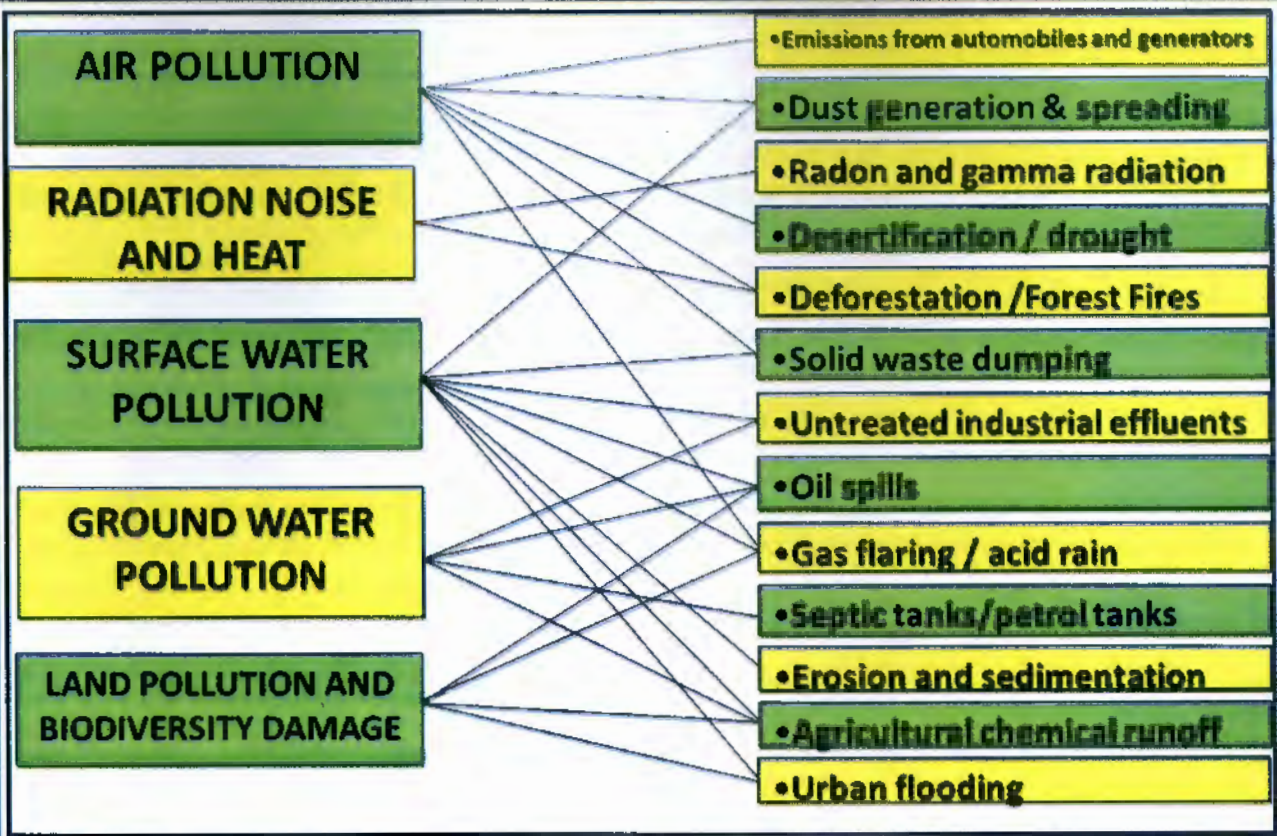 AIR POLLUTION
RADIATION NOISE
AND HEAT
SURFACE WATER
POLLUTION
GROUND WATER
POLLUTION
LAND POLLUTION AND
BIODIVERSITY DAMAGE
•Emissions from automobiles and generators
•Dust generation & spreading
•Radon and gamma radiation
•Desertification / drought
•Deforestation /Forest Fires
•Solid waste dumping
•Untreated industrial effluents
•Oil spills
•Gas flaring / acid rain
•Septic tanks/petrol tanks
•Erosion and sedimentation
•Agricultural chemical runoff
•Urban flooding